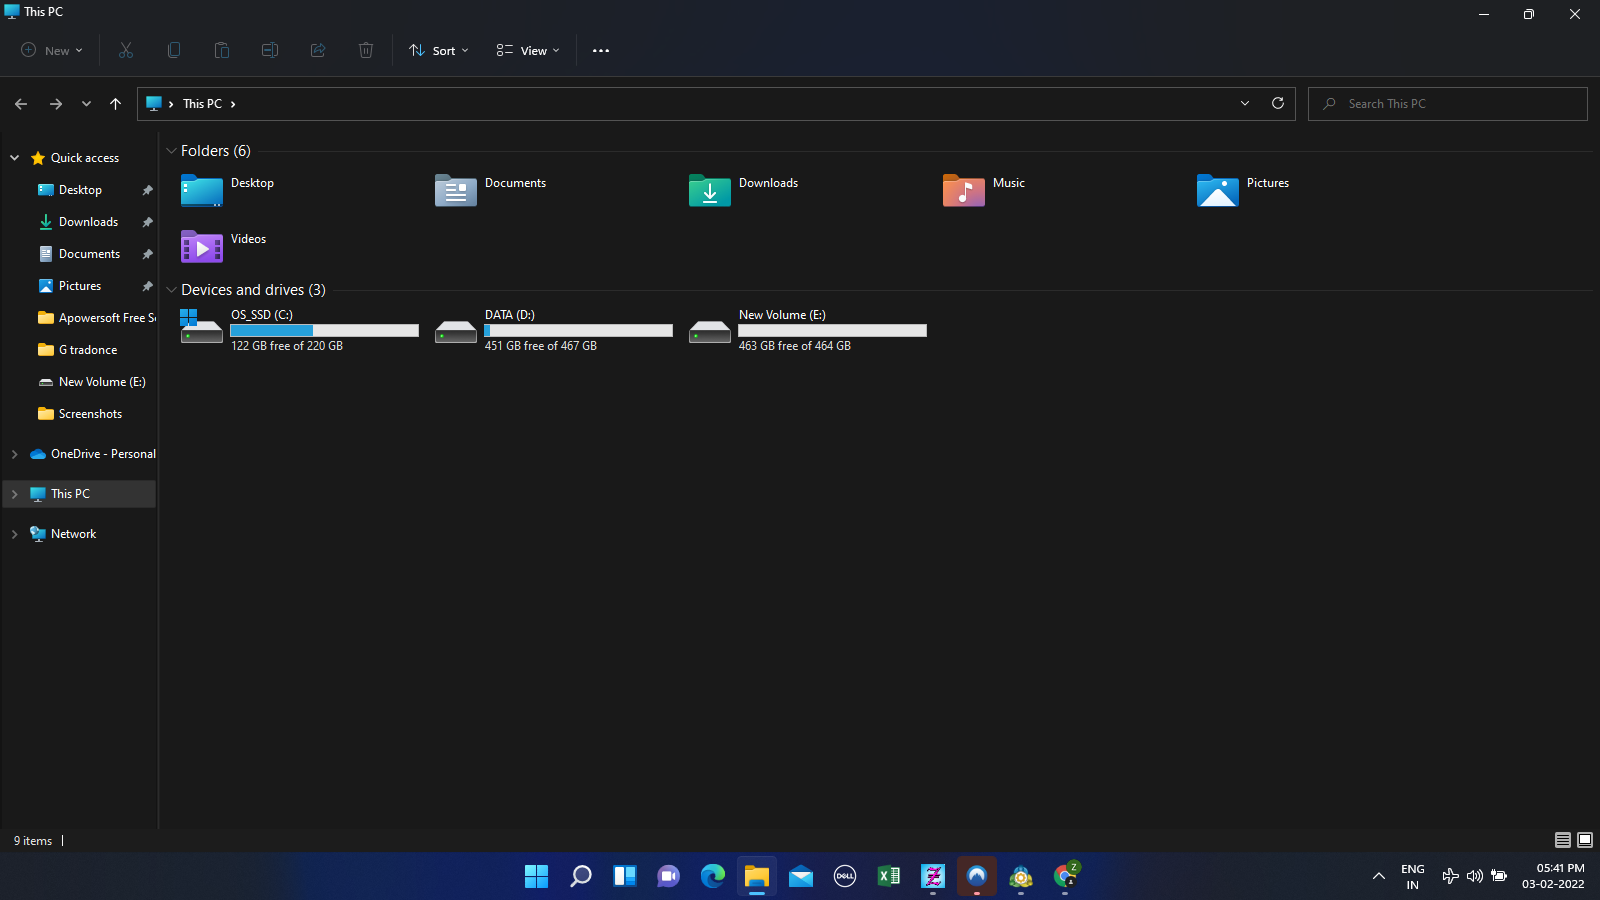 This PC
New
Sort
View
This PC
Search This PC
Quick access
Desktop
Downloads
Documents
Pictures
Apowersoft Free S
G tradonce
New Volume (E:)
Screenshots
OneDrive - Personal
This PC
Network
Folders (6)
Desktop
Documents
Downloads
Music
Pictures
Videos
Devices and drives (3)
OS_SSD (C:)
122 GB free of 220 GB
DATA (D:)
451 GB free of 467 GB
New Volume (E:)
463 GB free of 464 GB
9 items
DELL
Z
ENG
IN
05:41 PM
03-02-2022